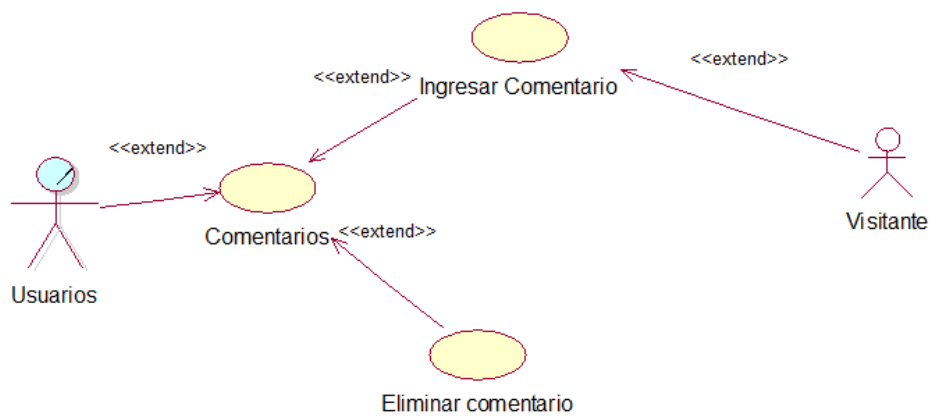 <<extend>>
<<extend>>
Ingresar Comentario
<<extend>>
Visitante
Comentarios
<<extend>>
Usuarios
Eliminar comentario